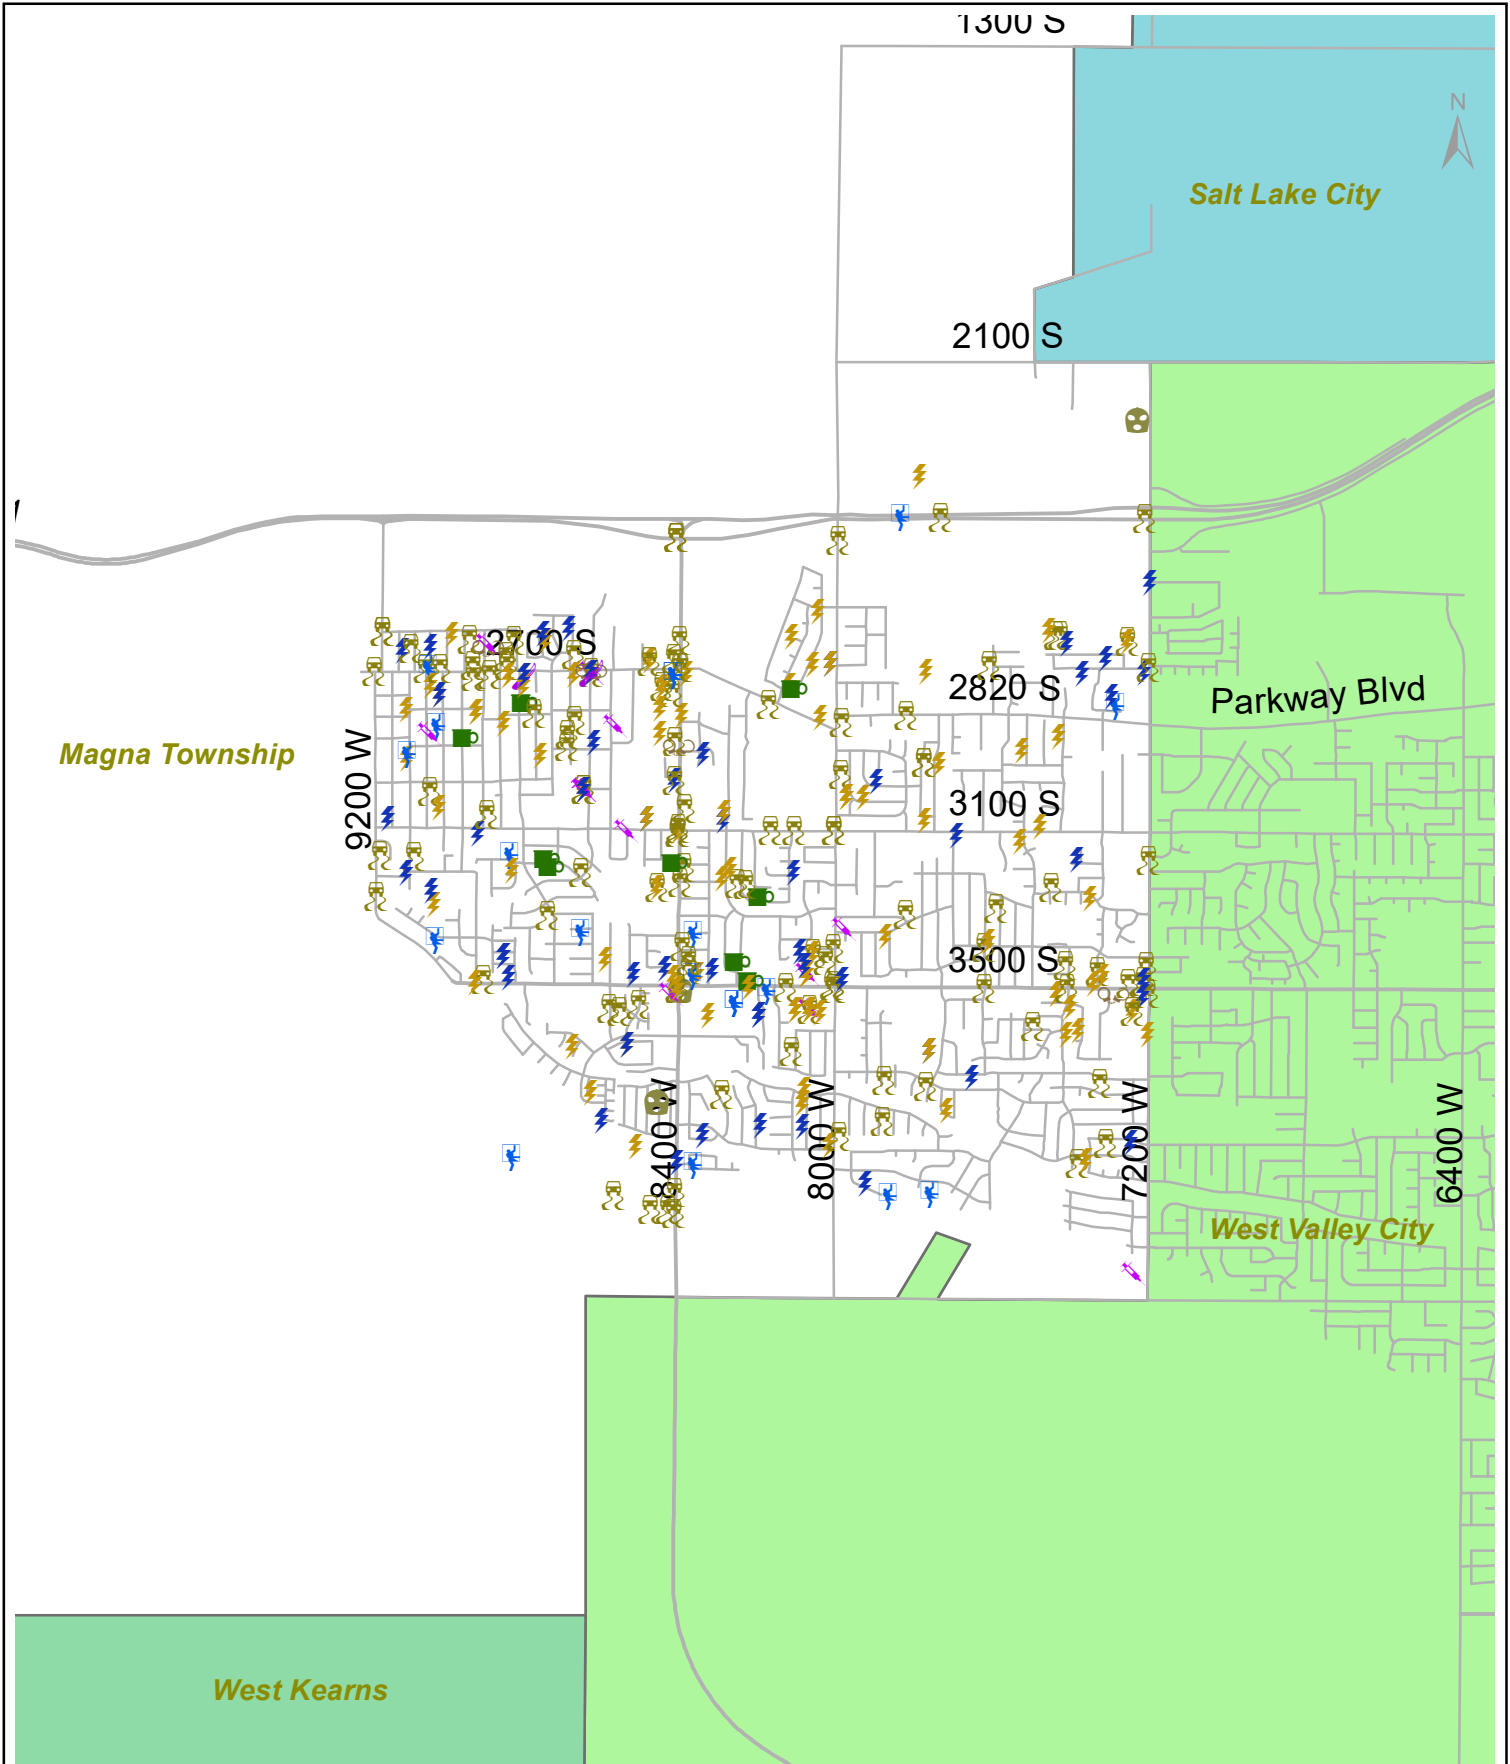 1300 S
N
Salt Lake City
2100 S
2700 S
2820 S
Parkway Blvd
Magna Township
9200 W
3100 S
3500 S
8400 W
8000 W
7200 W
6400 W
West Valley City
West Kearns